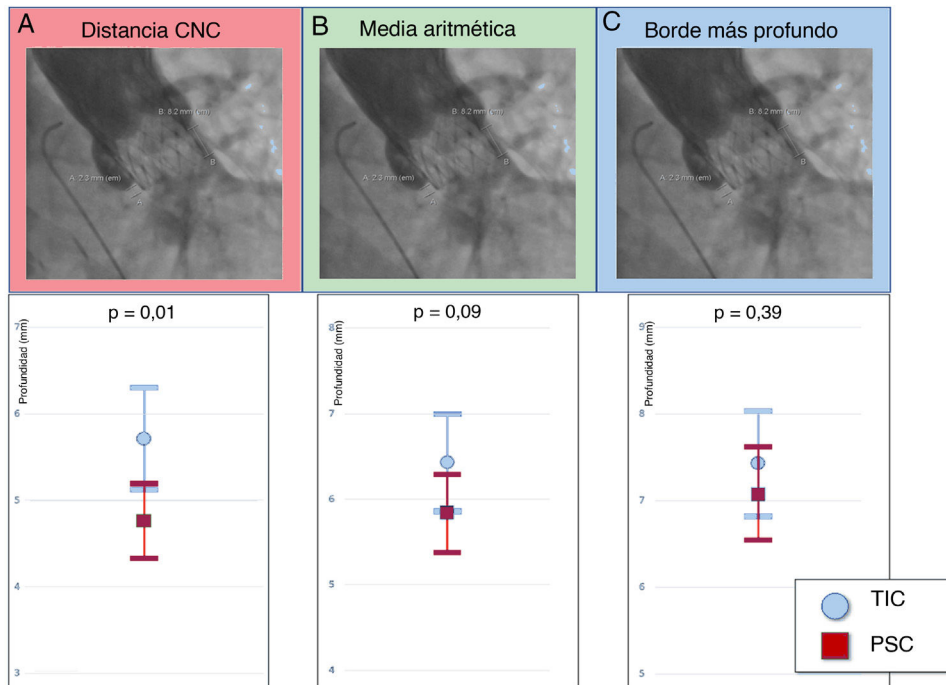 A Distancia CNC
B Media aritmética
C Borde más profundo
B: 8.2 mm (em)
B
A: 2.3 mm (em)
A
B: 8.2 mm (em)
B
A: 2.3 mm (em)
A
B: 8.2 mm (em)
B
A: 2.3 mm (em)
A
p = 0,01
Profundidad (mm)
7
6
5
4
3
p = 0,09
Profundidad (mm)
8
7
6
5
4
p = 0,39
Profundidad (mm)
9
8
7
6
5
TIC
PSC